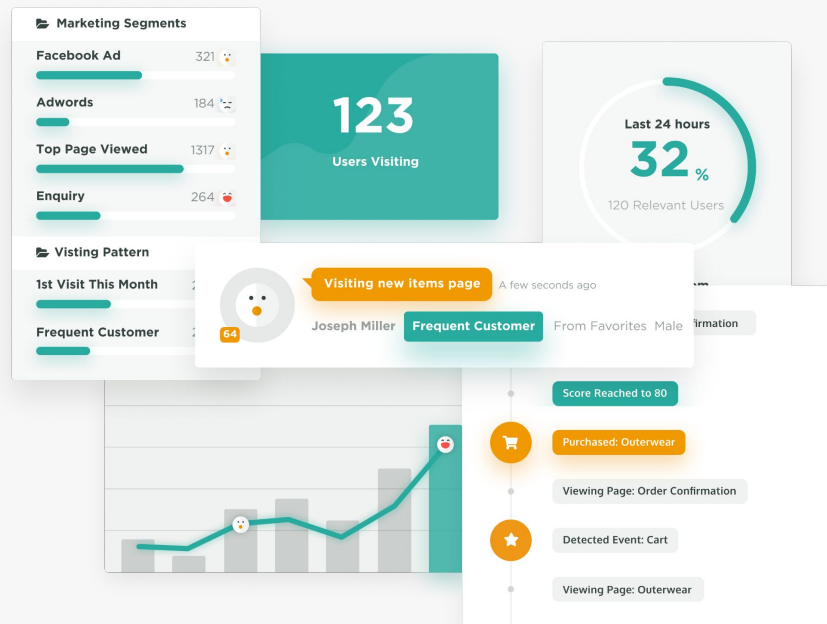 Marketing Segments
Facebook Ad 321
Adwords 184
Top Page Viewed 1317
Enquiry 264
Visting Pattern
1st Visit This Month
Frequent Customer
123
Users Visiting
Last 24 hours
32 %
120 Relevant Users
Visiting new items page A few seconds ago
64
Joseph Miller Frequent Customer From Favorites Male
Score Reached to 80
Purchased: Outerwear
Viewing Page: Order Confirmation
Detected Event: Cart
Viewing Page: Outerwear